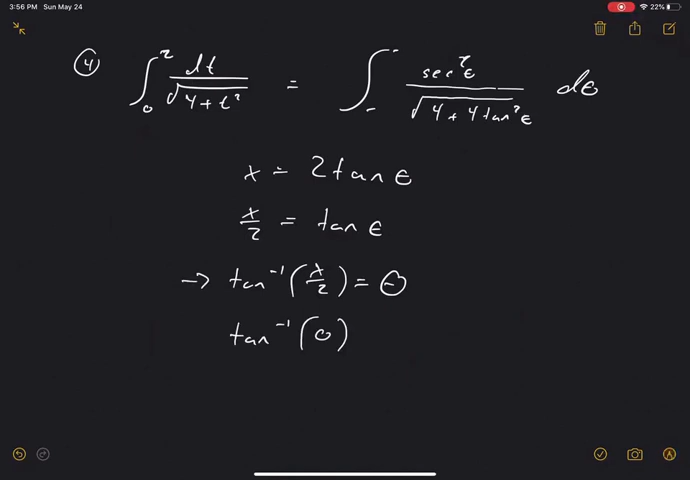 3:56 PM Sun May 24 22%
④ ∫₀² dt/√(4+t²) = ∫ sec²θ/√(4+4tan²θ) dθ
x = 2tanθ
x/2 = tanθ
→ tan⁻¹(x/2) = θ
tan⁻¹(0)